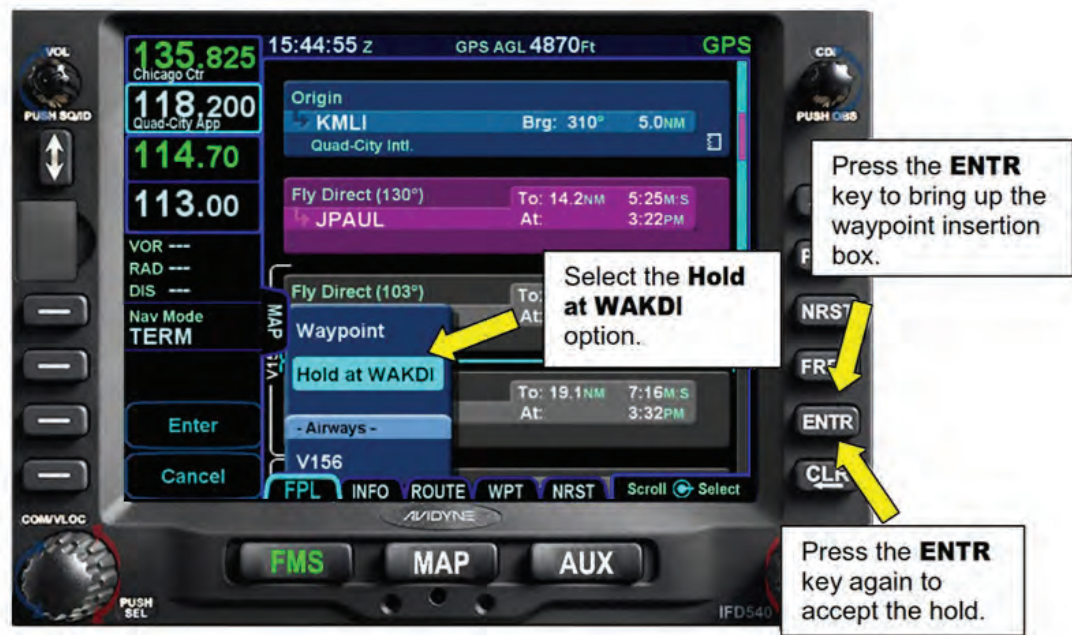 VOL
PUSH SQ/ID
135.825
Chicago Ctr
118.200
Quad-City App
114.70
113.00
VOR ---
RAD ---
DIS ---
Nav Mode
TERM
Enter
Cancel
COM/VLOC
PUSH
SEL
15:44:55 Z GPS AGL 4870Ft GPS
Origin
KMLI Brg: 310° 5.0NM
Quad-City Intl.
Fly Direct (130°) To: 14.2NM 5:25M:S
JPAUL At: 3:22PM
MAP
Fly Direct (103°) To:
At:
Waypoint
Hold at WAKDI
To: 19.1NM 7:16M:S
At: 3:32PM
- Airways -
V156
FPL INFO ROUTE WPT NRST Scroll Select
AVIDYNE
FMS MAP AUX
IFD540
PUSH OBS
NRST
ENTR
CLR
Press the ENTR
key to bring up the
waypoint insertion
box.
Select the Hold
at WAKDI
option.
Press the ENTR
key again to
accept the hold.